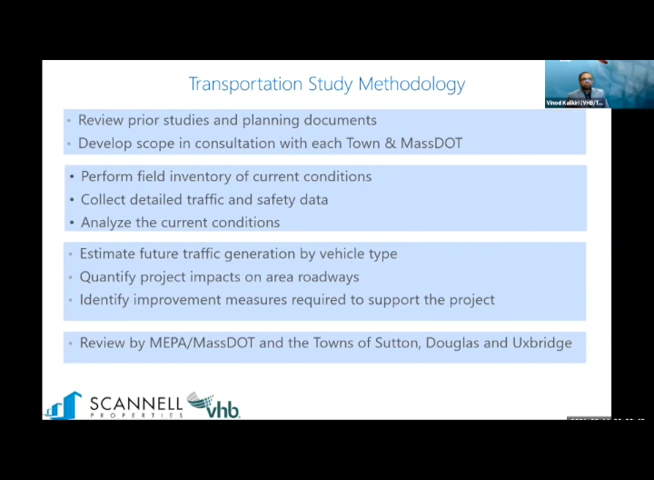 Transportation Study Methodology
Vinod Kalkiri (VHB/T...
• Review prior studies and planning documents
• Develop scope in consultation with each Town & MassDOT
• Perform field inventory of current conditions
• Collect detailed traffic and safety data
• Analyze the current conditions
• Estimate future traffic generation by vehicle type
• Quantify project impacts on area roadways
• Identify improvement measures required to support the project
• Review by MEPA/MassDOT and the Towns of Sutton, Douglas and Uxbridge
SCANNELL
PROPERTIES
vhb.